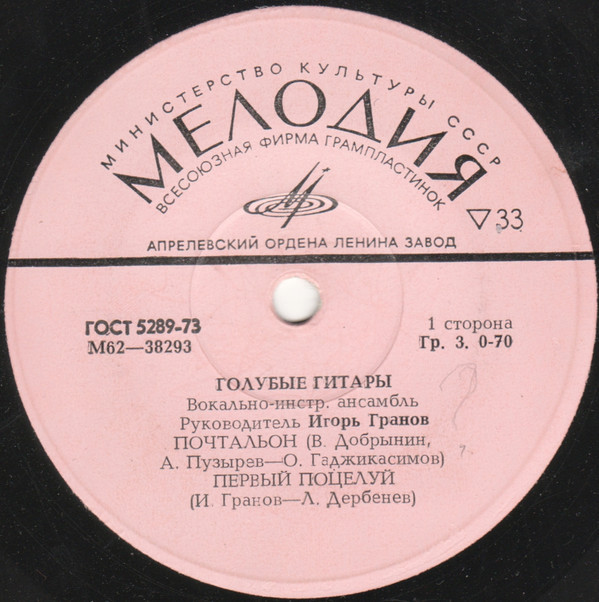 МИНИСТЕРСТВО КУЛЬТУРЫ СССР
МЕЛОДИЯ
ВСЕСОЮЗНАЯ ФИРМА ГРАМПЛАСТИНОК
33
АПРЕЛЕВСКИЙ ОРДЕНА ЛЕНИНА ЗАВОД
ГОСТ 5289-73
М62—38293
1 сторона
Гр. 3. 0-70
ГОЛУБЫЕ ГИТАРЫ
Вокально-инстр. ансамбль
Руководитель Игорь Гранов
ПОЧТАЛЬОН (В. Добрынин,
А. Пузырев—О. Гаджикасимов)
ПЕРВЫЙ ПОЦЕЛУЙ
(И. Гранов—Л. Дербенев)